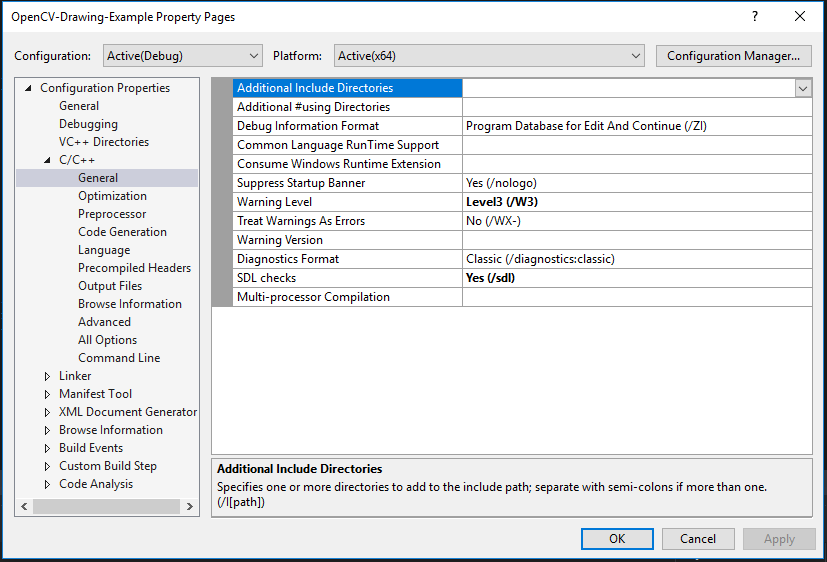 OpenCV-Drawing-Example Property Pages
?
Configuration: Active(Debug) Platform: Active(x64) Configuration Manager...
Configuration Properties
General
Debugging
VC++ Directories
C/C++
General
Optimization
Preprocessor
Code Generation
Language
Precompiled Headers
Output Files
Browse Information
Advanced
All Options
Command Line
Linker
Manifest Tool
XML Document Generator
Browse Information
Build Events
Custom Build Step
Code Analysis
Additional Include Directories
Additional #using Directories
Debug Information Format Program Database for Edit And Continue (/ZI)
Common Language RunTime Support
Consume Windows Runtime Extension
Suppress Startup Banner Yes (/nologo)
Warning Level Level3 (/W3)
Treat Warnings As Errors No (/WX-)
Warning Version
Diagnostics Format Classic (/diagnostics:classic)
SDL checks Yes (/sdl)
Multi-processor Compilation
Additional Include Directories
Specifies one or more directories to add to the include path; separate with semi-colons if more than one.
(/I[path])
OK Cancel Apply